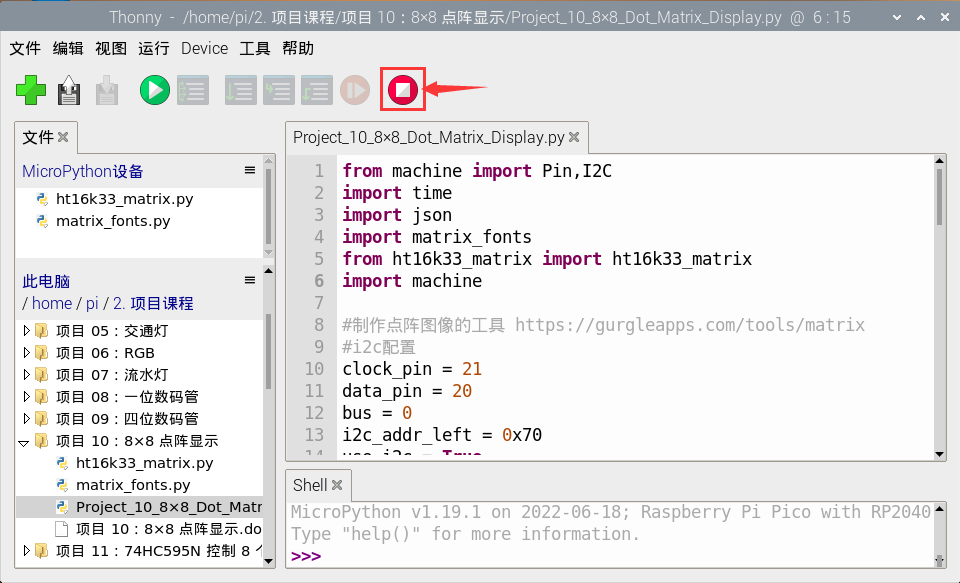 Thonny - /home/pi/2. 项目课程/项目 10：8×8 点阵显示/Project_10_8×8_Dot_Matrix_Display.py @ 6 : 15
文件 编辑 视图 运行 Device 工具 帮助
文件
MicroPython设备
ht16k33_matrix.py
matrix_fonts.py
此电脑
/ home / pi / 2. 项目课程
项目 05：交通灯
项目 06：RGB
项目 07：流水灯
项目 08：一位数码管
项目 09：四位数码管
项目 10：8×8 点阵显示
ht16k33_matrix.py
matrix_fonts.py
Project_10_8×8_Dot_Matr
项目 10：8×8 点阵显示.do
项目 11：74HC595N 控制 8
Project_10_8×8_Dot_Matrix_Display.py
1 from machine import Pin,I2C
2 import time
3 import json
4 import matrix_fonts
5 from ht16k33_matrix import ht16k33_matrix
6 import machine
7
8 #制作点阵图像的工具 https://gurgleapps.com/tools/matrix
9 #i2c配置
10 clock_pin = 21
11 data_pin = 20
12 bus = 0
13 i2c_addr_left = 0x70
14 use_i2c = True
Shell
MicroPython v1.19.1 on 2022-06-18; Raspberry Pi Pico with RP2040
Type "help()" for more information.
>>>